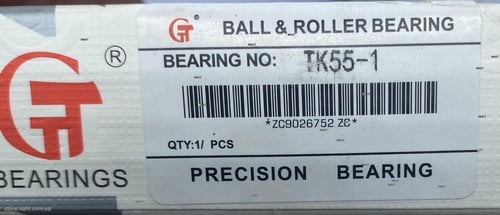 GT BALL & ROLLER BEARING
BEARING NO: TK55-1
*ZC9026752 ZC*
QTY:1/ PCS
PRECISION BEARING
GT ®
BEARINGS